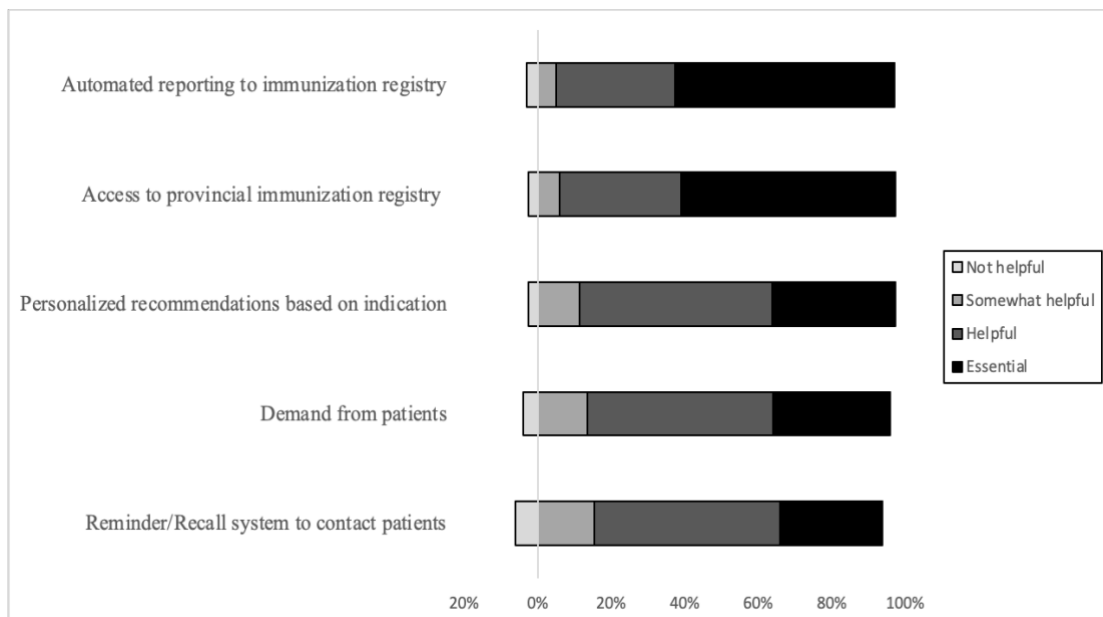 Automated reporting to immunization registry
Access to provincial immunization registry
Personalized recommendations based on indication
Demand from patients
Reminder/Recall system to contact patients
Not helpful
Somewhat helpful
Helpful
Essential
20% 0% 20% 40% 60% 80% 100%